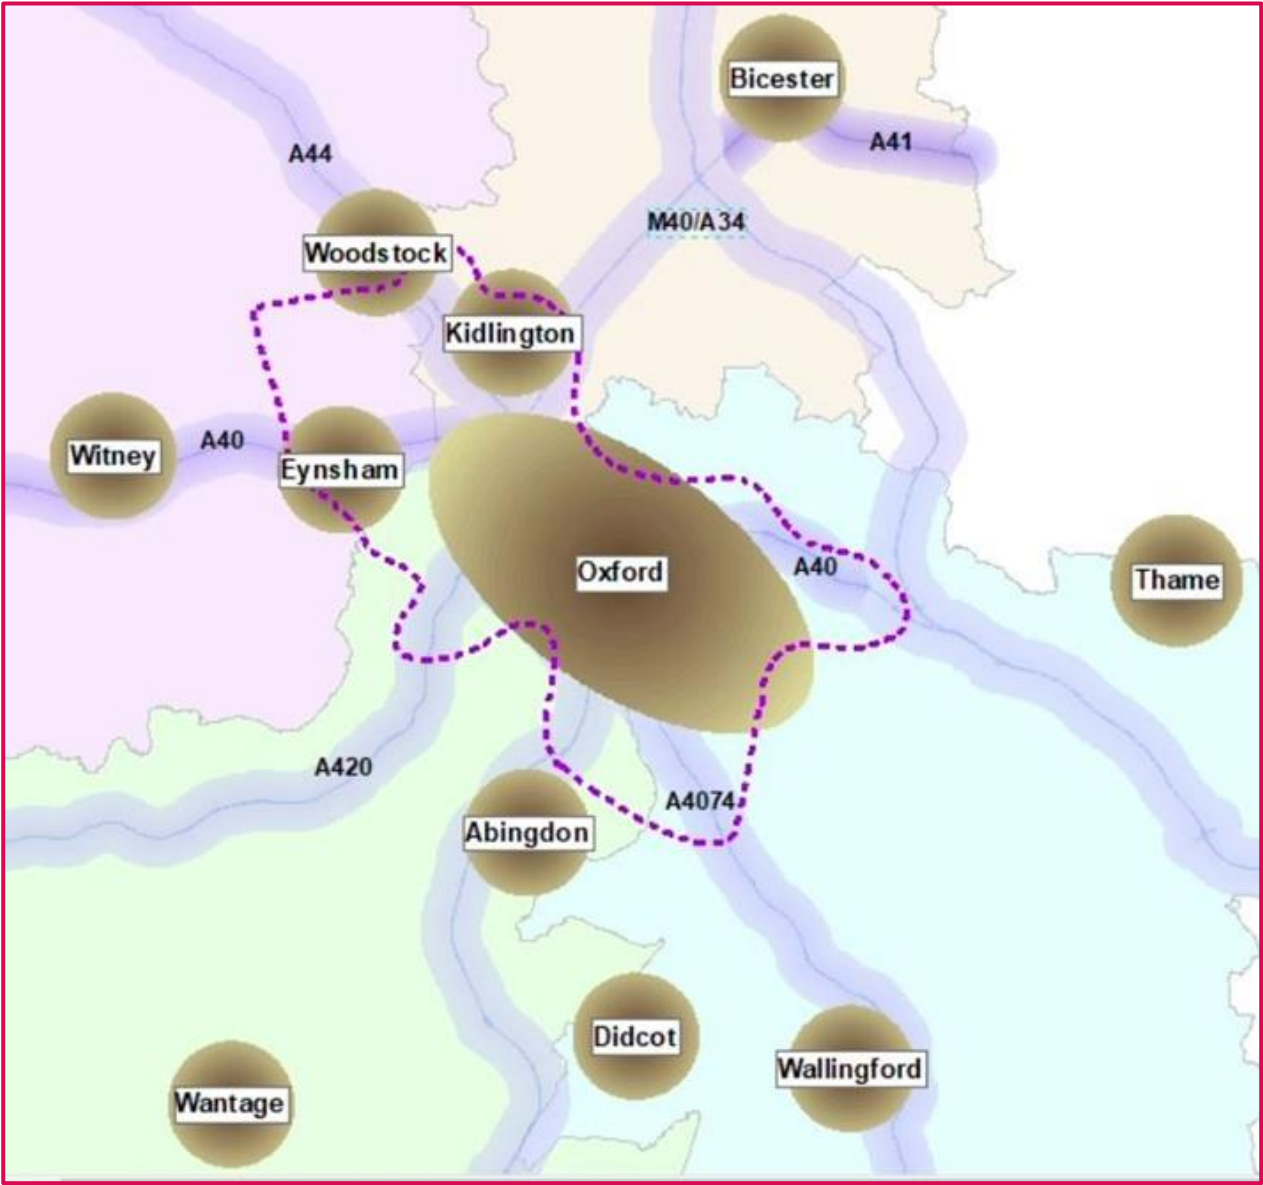 Bicester
A41
A44
M40/A34
Woodstock
Kidlington
A40
Witney
Eynsham
Oxford
A40
Thame
A420
A4074
Abingdon
Didcot
Wallingford
Wantage